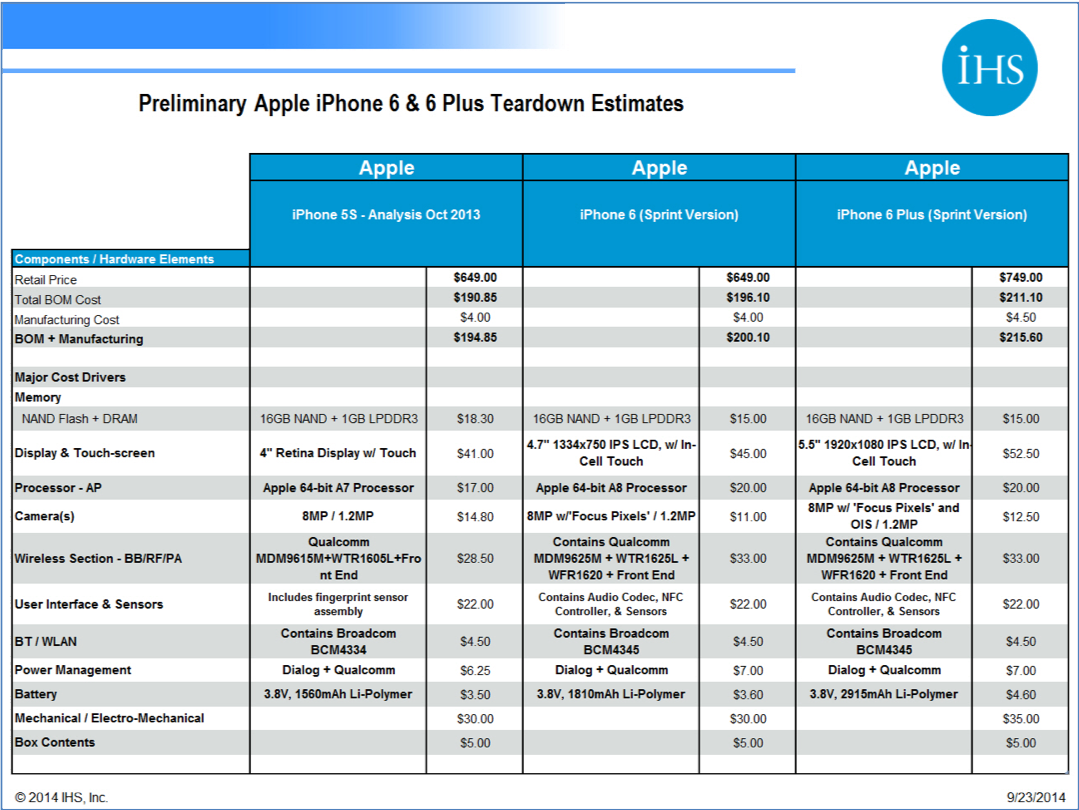 iHS
Preliminary Apple iPhone 6 & 6 Plus Teardown Estimates
Apple Apple Apple
iPhone 5S - Analysis Oct 2013 iPhone 6 (Sprint Version) iPhone 6 Plus (Sprint Version)
Components / Hardware Elements
Retail Price $649.00 $649.00 $749.00
Total BOM Cost $190.85 $196.10 $211.10
Manufacturing Cost $4.00 $4.00 $4.50
BOM + Manufacturing $194.85 $200.10 $215.60
Major Cost Drivers
Memory
NAND Flash + DRAM 16GB NAND + 1GB LPDDR3 $18.30 16GB NAND + 1GB LPDDR3 $15.00 16GB NAND + 1GB LPDDR3 $15.00
Display & Touch-screen 4" Retina Display w/ Touch $41.00 4.7" 1334x750 IPS LCD, w/ In-
Cell Touch $45.00 5.5" 1920x1080 IPS LCD, w/ In-
Cell Touch $52.50
Processor - AP Apple 64-bit A7 Processor $17.00 Apple 64-bit A8 Processor $20.00 Apple 64-bit A8 Processor $20.00
Camera(s) 8MP / 1.2MP $14.80 8MP w/'Focus Pixels' / 1.2MP $11.00 8MP w/ 'Focus Pixels' and
OIS / 1.2MP $12.50
Wireless Section - BB/RF/PA Qualcomm
MDM9615M+WTR1605L+Fro
nt End $28.50 Contains Qualcomm
MDM9625M + WTR1625L +
WFR1620 + Front End $33.00 Contains Qualcomm
MDM9625M + WTR1625L +
WFR1620 + Front End $33.00
User Interface & Sensors Includes fingerprint sensor
assembly $22.00 Contains Audio Codec, NFC
Controller, & Sensors $22.00 Contains Audio Codec, NFC
Controller, & Sensors $22.00
BT / WLAN Contains Broadcom
BCM4334 $4.50 Contains Broadcom
BCM4345 $4.50 Contains Broadcom
BCM4345 $4.50
Power Management Dialog + Qualcomm $6.25 Dialog + Qualcomm $7.00 Dialog + Qualcomm $7.00
Battery 3.8V, 1560mAh Li-Polymer $3.50 3.8V, 1810mAh Li-Polymer $3.60 3.8V, 2915mAh Li-Polymer $4.60
Mechanical / Electro-Mechanical $30.00 $30.00 $35.00
Box Contents $5.00 $5.00 $5.00
© 2014 IHS, Inc. 9/23/2014